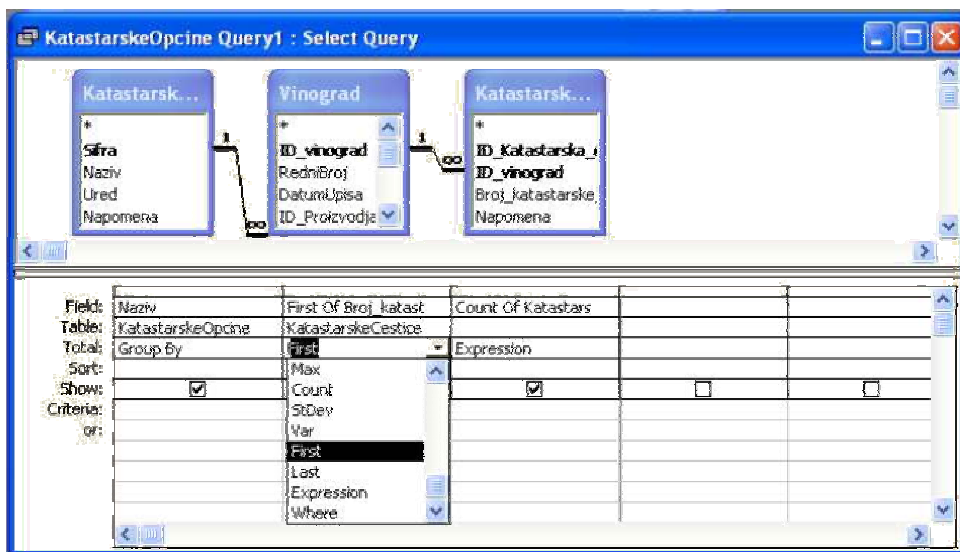 KatastarskeOpcine Query1 : Select Query
Katastarsk...
*
Sifra
Naziv
Ured
Napomena
1
∞
Vinograd
*
ID_vinograd
RedniBroj
DatumUpisa
ID_Proizvodja
1
∞
Katastarsk...
*
ID_Katastarska_
ID_vinograd
Broj_katastarske
Napomena
Field: Naziv First Of Broj_katast Count Of Katastars
Table: KatastarskeOpcine KatastarskeCestice
Total: Group By First Expression
Sort:
Show:
Criteria:
or:
Max
Count
StDev
Var
First
Last
Expression
Where